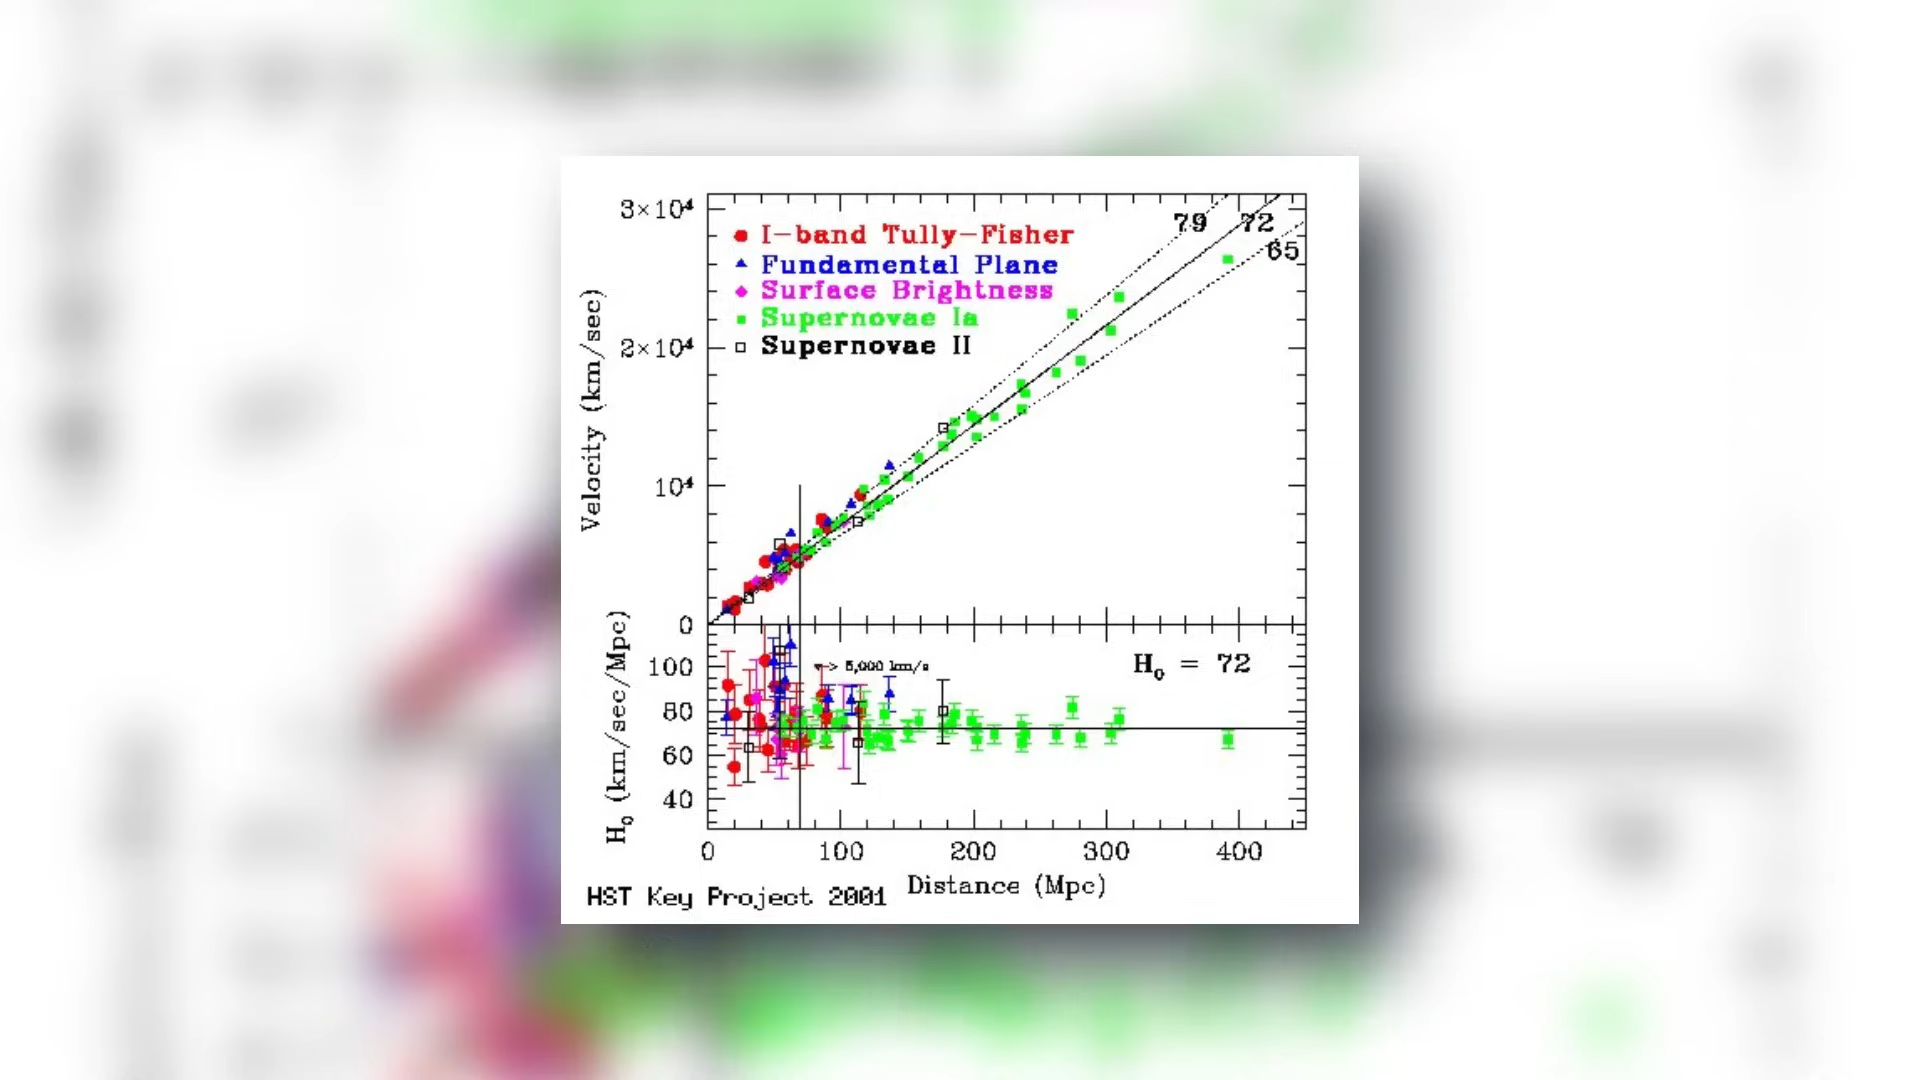 3×10⁴
79 72
65
I-band Tully-Fisher
Fundamental Plane
Surface Brightness
Supernovae Ia
Supernovae II
2×10⁴
10⁴
0
Velocity (km/sec)
H₀ (km/sec/Mpc)
100
80
60
40
-> 5,000 km/s
H₀ = 72
0 100 200 300 400
Distance (Mpc)
HST Key Project 2001